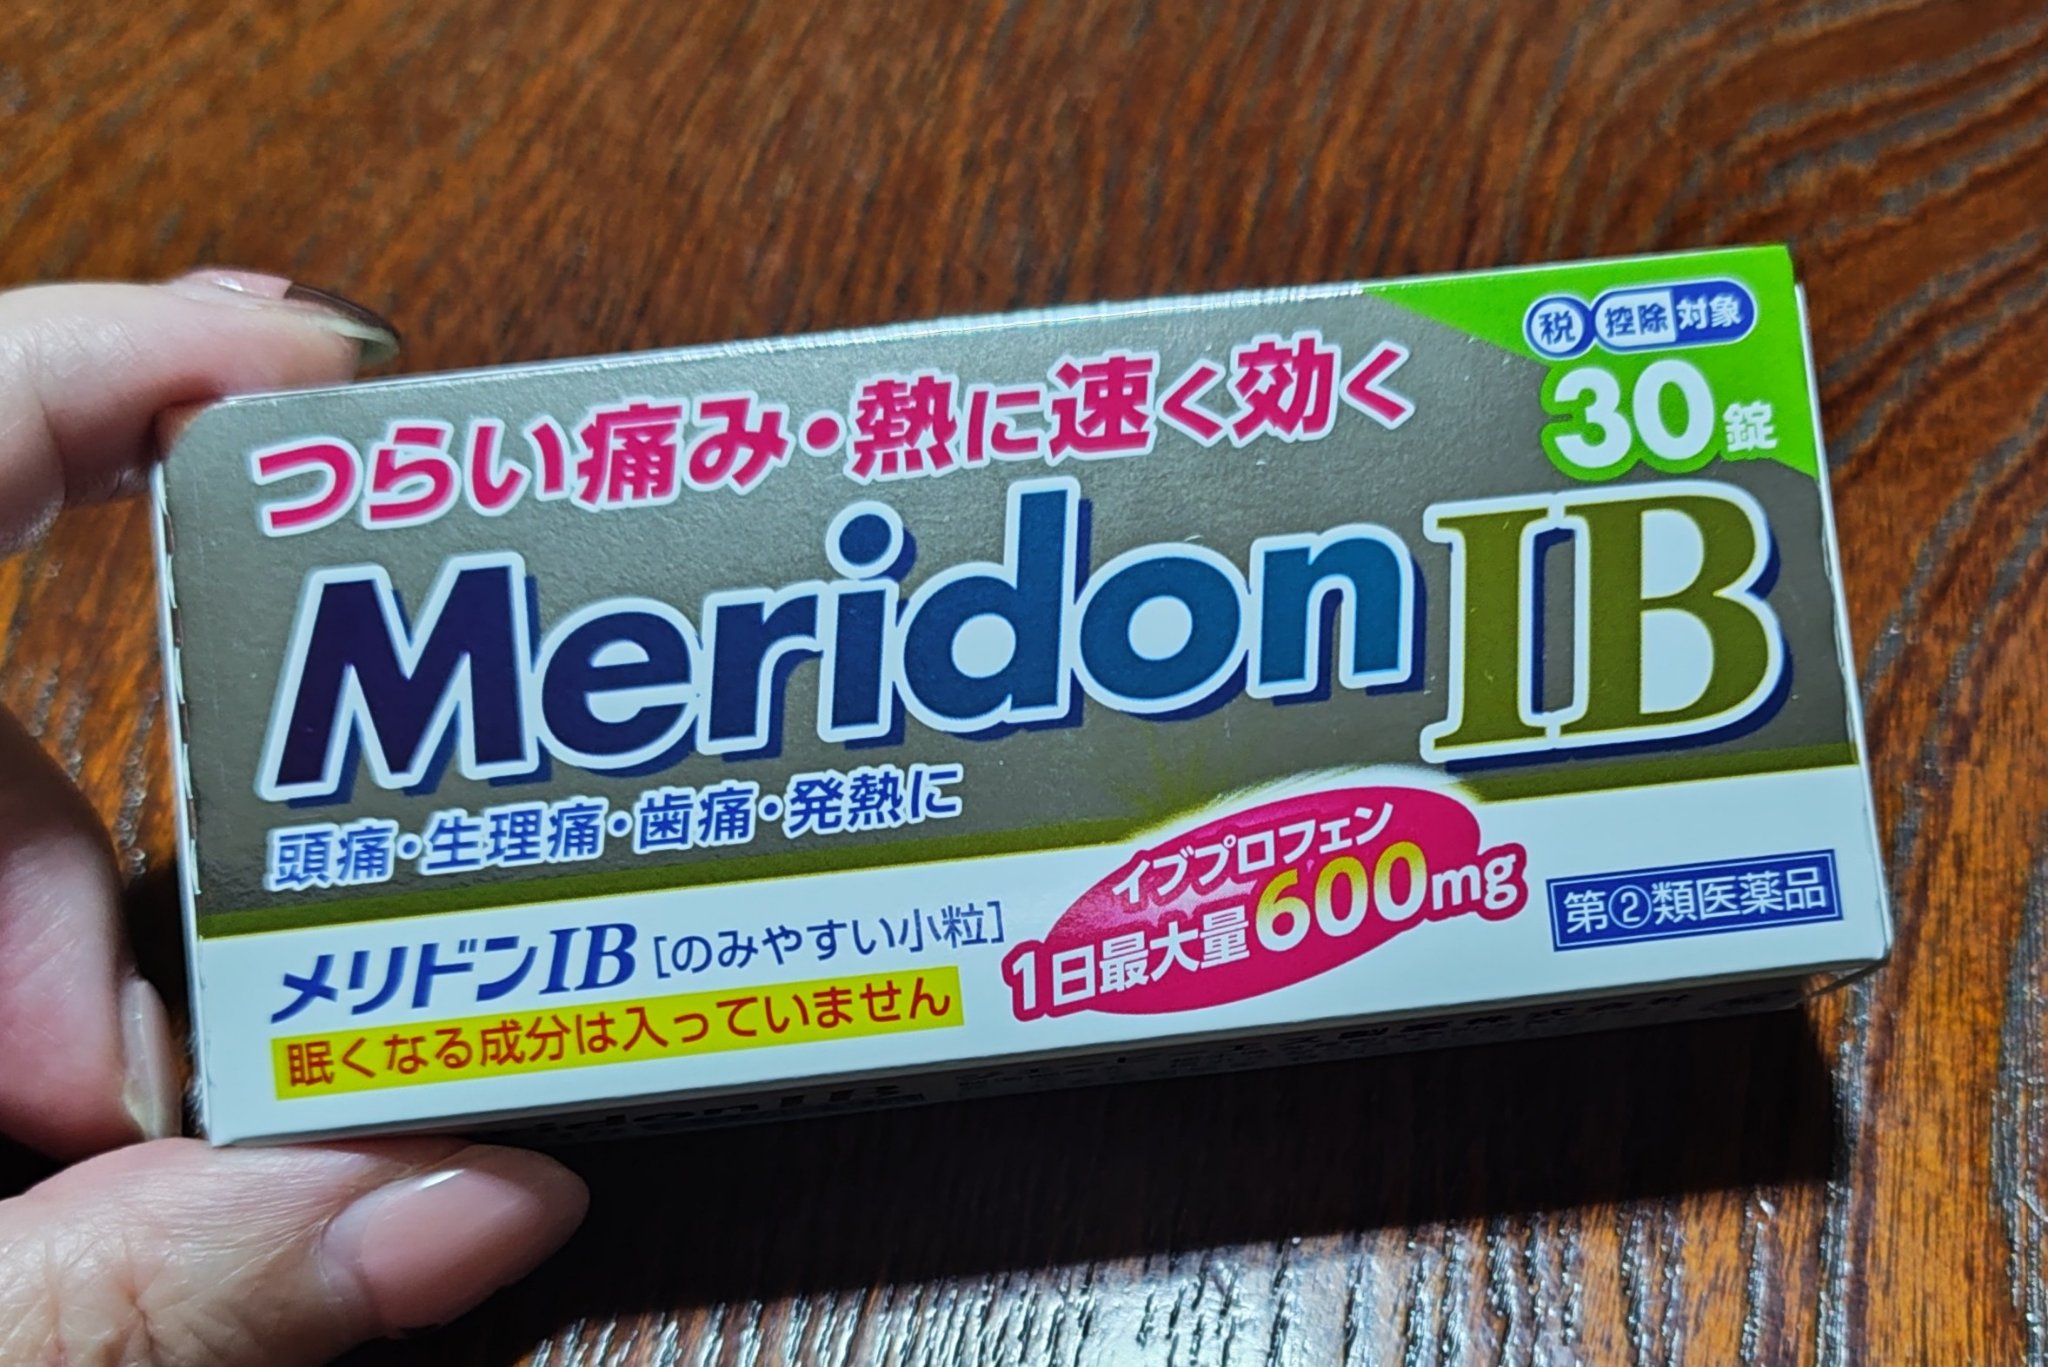 税 控除対象
30錠
つらい痛み・熱に速く効く
Meridon IB
頭痛・生理痛・歯痛・発熱に
メリドンIB[のみやすい小粒]
眠くなる成分は入っていません
イブプロフェン
1日最大量600mg
第②類医薬品